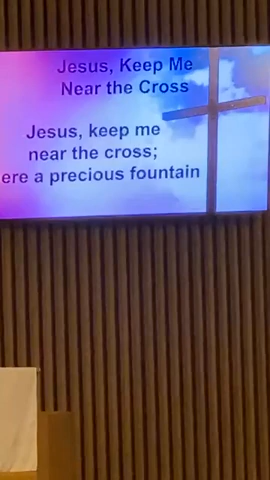 Jesus, Keep Me
Near the Cross
Jesus, keep me
near the cross;
ere a precious fountain